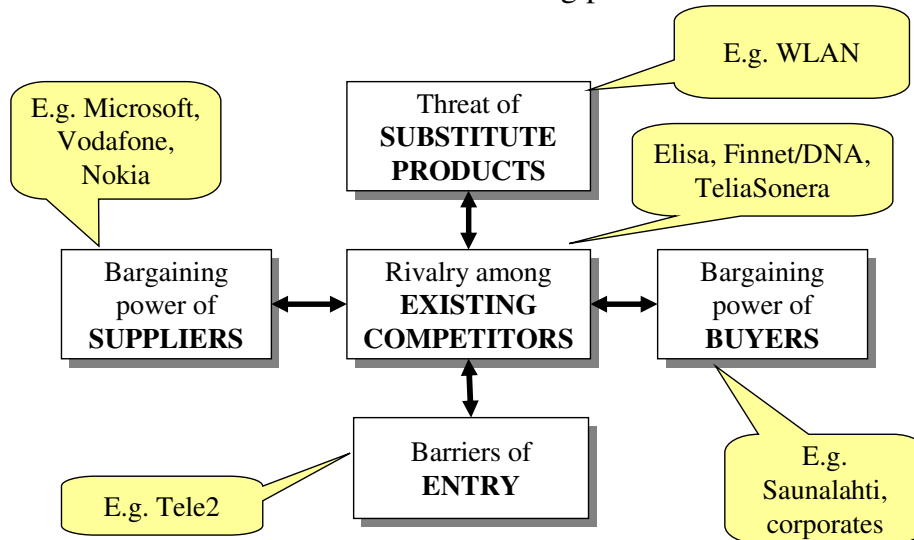 g p
E.g. WLAN
Threat of
SUBSTITUTE
PRODUCTS
E.g. Microsoft,
Vodafone,
Nokia
Elisa, Finnet/DNA,
TeliaSonera
Bargaining
power of
SUPPLIERS
Rivalry among
EXISTING
COMPETITORS
Bargaining
power of
BUYERS
Barriers of
ENTRY
E.g. Tele2
E.g.
Saunalahti,
corporates